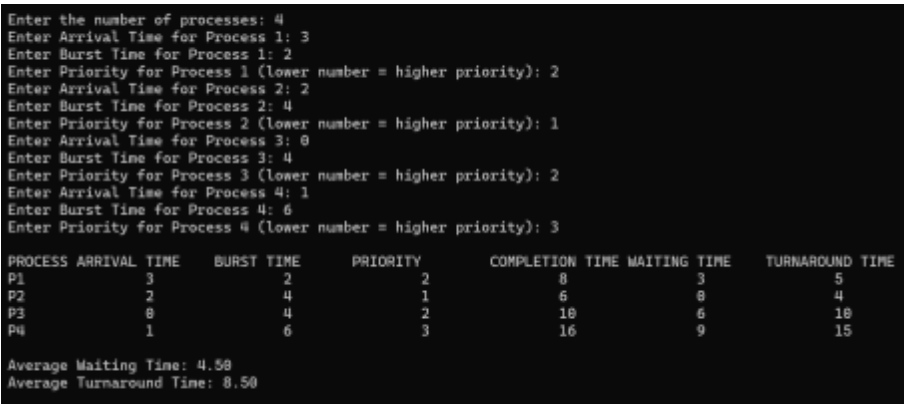 Enter the number of processes: 4
Enter Arrival Time for Process 1: 3
Enter Burst Time for Process 1: 2
Enter Priority for Process 1 (lower number = higher priority): 2
Enter Arrival Time for Process 2: 2
Enter Burst Time for Process 2: 4
Enter Priority for Process 2 (lower number = higher priority): 1
Enter Arrival Time for Process 3: 0
Enter Burst Time for Process 3: 4
Enter Priority for Process 3 (lower number = higher priority): 2
Enter Arrival Time for Process 4: 1
Enter Burst Time for Process 4: 6
Enter Priority for Process 4 (lower number = higher priority): 3
PROCESS ARRIVAL TIME BURST TIME PRIORITY COMPLETION TIME WAITING TIME TURNAROUND TIME
P1 3 2 2 8 3 5
P2 2 4 1 6 0 4
P3 0 4 2 10 6 10
P4 1 6 3 16 9 15
Average Waiting Time: 4.50
Average Turnaround Time: 8.50